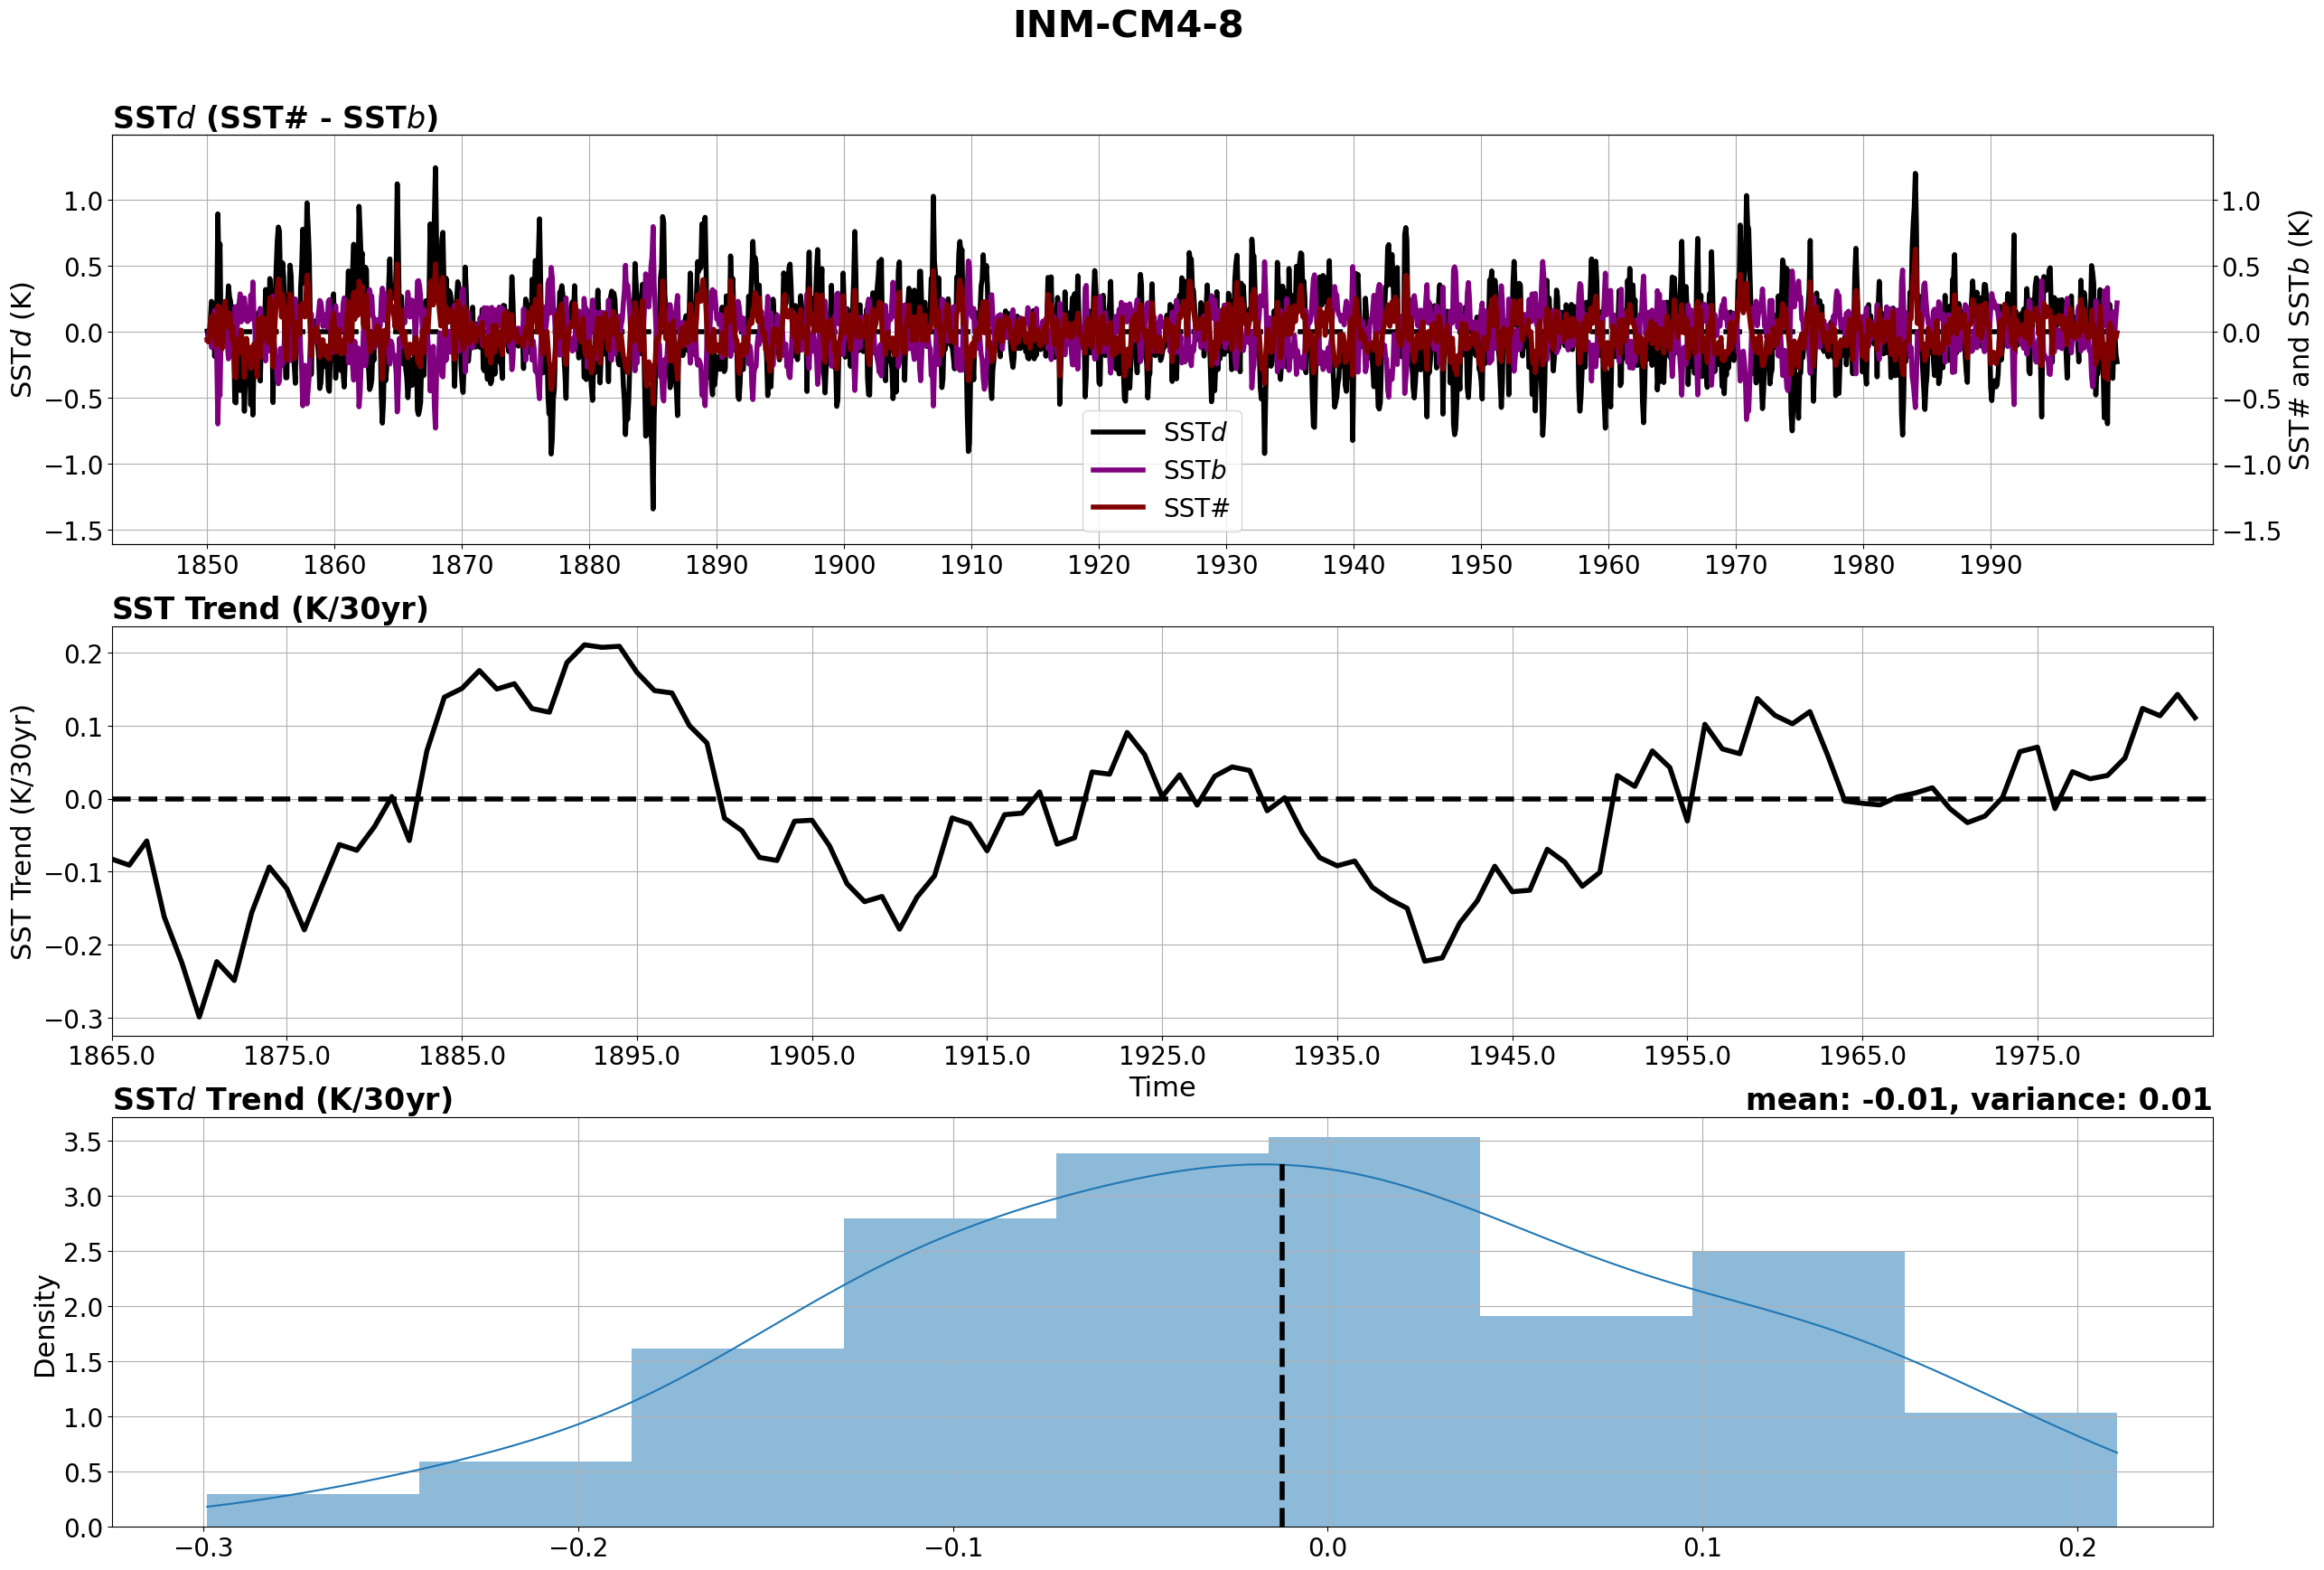 INM-CM4-8
SSTd (SST# - SSTb)
1.0
0.5
0.0
−0.5
−1.0
−1.5
SSTd (K)
1.0
0.5
0.0
−0.5
−1.0
−1.5
SST# and SSTb (K)
SSTd
SSTb
SST#
1850 1860 1870 1880 1890 1900 1910 1920 1930 1940 1950 1960 1970 1980 1990
SST Trend (K/30yr)
0.2
0.1
0.0
−0.1
−0.2
−0.3
SST Trend (K/30yr)
1865.0 1875.0 1885.0 1895.0 1905.0 1915.0 1925.0 1935.0 1945.0 1955.0 1965.0 1975.0
Time
SSTd Trend (K/30yr)
mean: -0.01, variance: 0.01
3.5
3.0
2.5
2.0
1.5
1.0
0.5
0.0
Density
−0.3 −0.2 −0.1 0.0 0.1 0.2